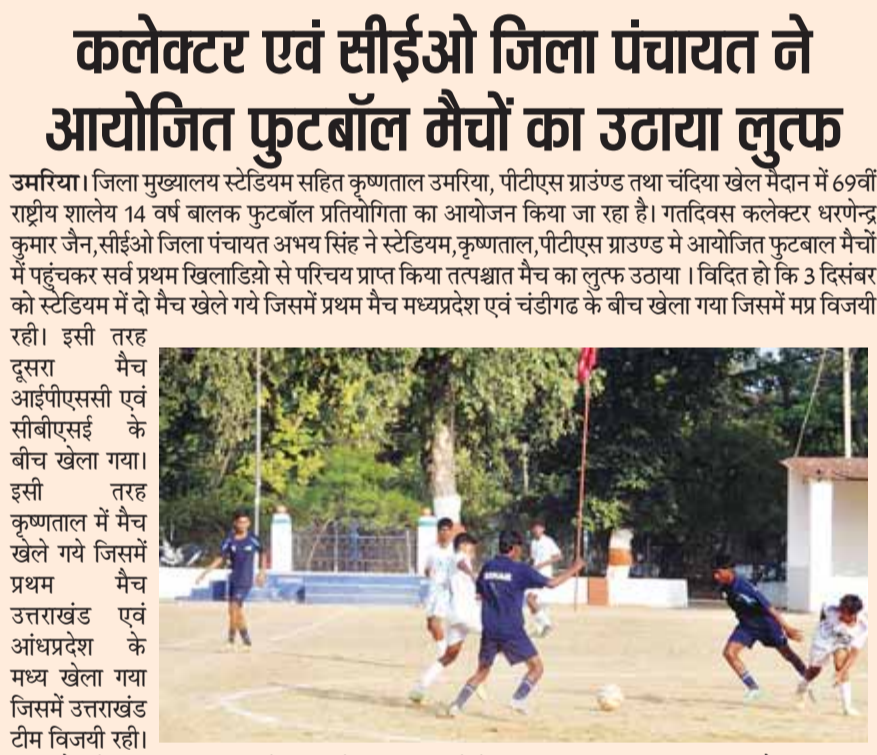 कलेक्टर एवं सीईओ जिला पंचायत ने
आयोजित फुटबॉल मैचों का उठाया लुत्फ
उमरिया। जिला मुख्यालय स्टेडियम सहित कृष्णताल उमरिया, पीटीएस ग्राउंण्ड तथा चंदिया खेल मैदान में 69वीं
राष्ट्रीय शालेय 14 वर्ष बालक फुटबॉल प्रतियोगिता का आयोजन किया जा रहा है। गतदिवस कलेक्टर धरणेन्द्र
कुमार जैन,सीईओ जिला पंचायत अभय सिंह ने स्टेडियम,कृष्णताल,पीटीएस ग्राउण्ड मे आयोजित फुटबाल मैचों
में पहुंचकर सर्व प्रथम खिलाडिय़ो से परिचय प्राप्त किया तत्पश्चात मैच का लुत्फ उठाया । विदित हो कि 3 दिसंबर
को स्टेडियम में दो मैच खेले गये जिसमें प्रथम मैच मध्यप्रदेश एवं चंडीगढ के बीच खेला गया जिसमें मप्र विजयी
रही। इसी तरह
दूसरा मैच
आईपीएससी एवं
सीबीएसई के
बीच खेला गया।
इसी तरह
कृष्णताल में मैच
खेले गये जिसमें
प्रथम मैच
उत्तराखंड एवं
आंधप्रदेश के
मध्य खेला गया
जिसमें उत्तराखंड
टीम विजयी रही।